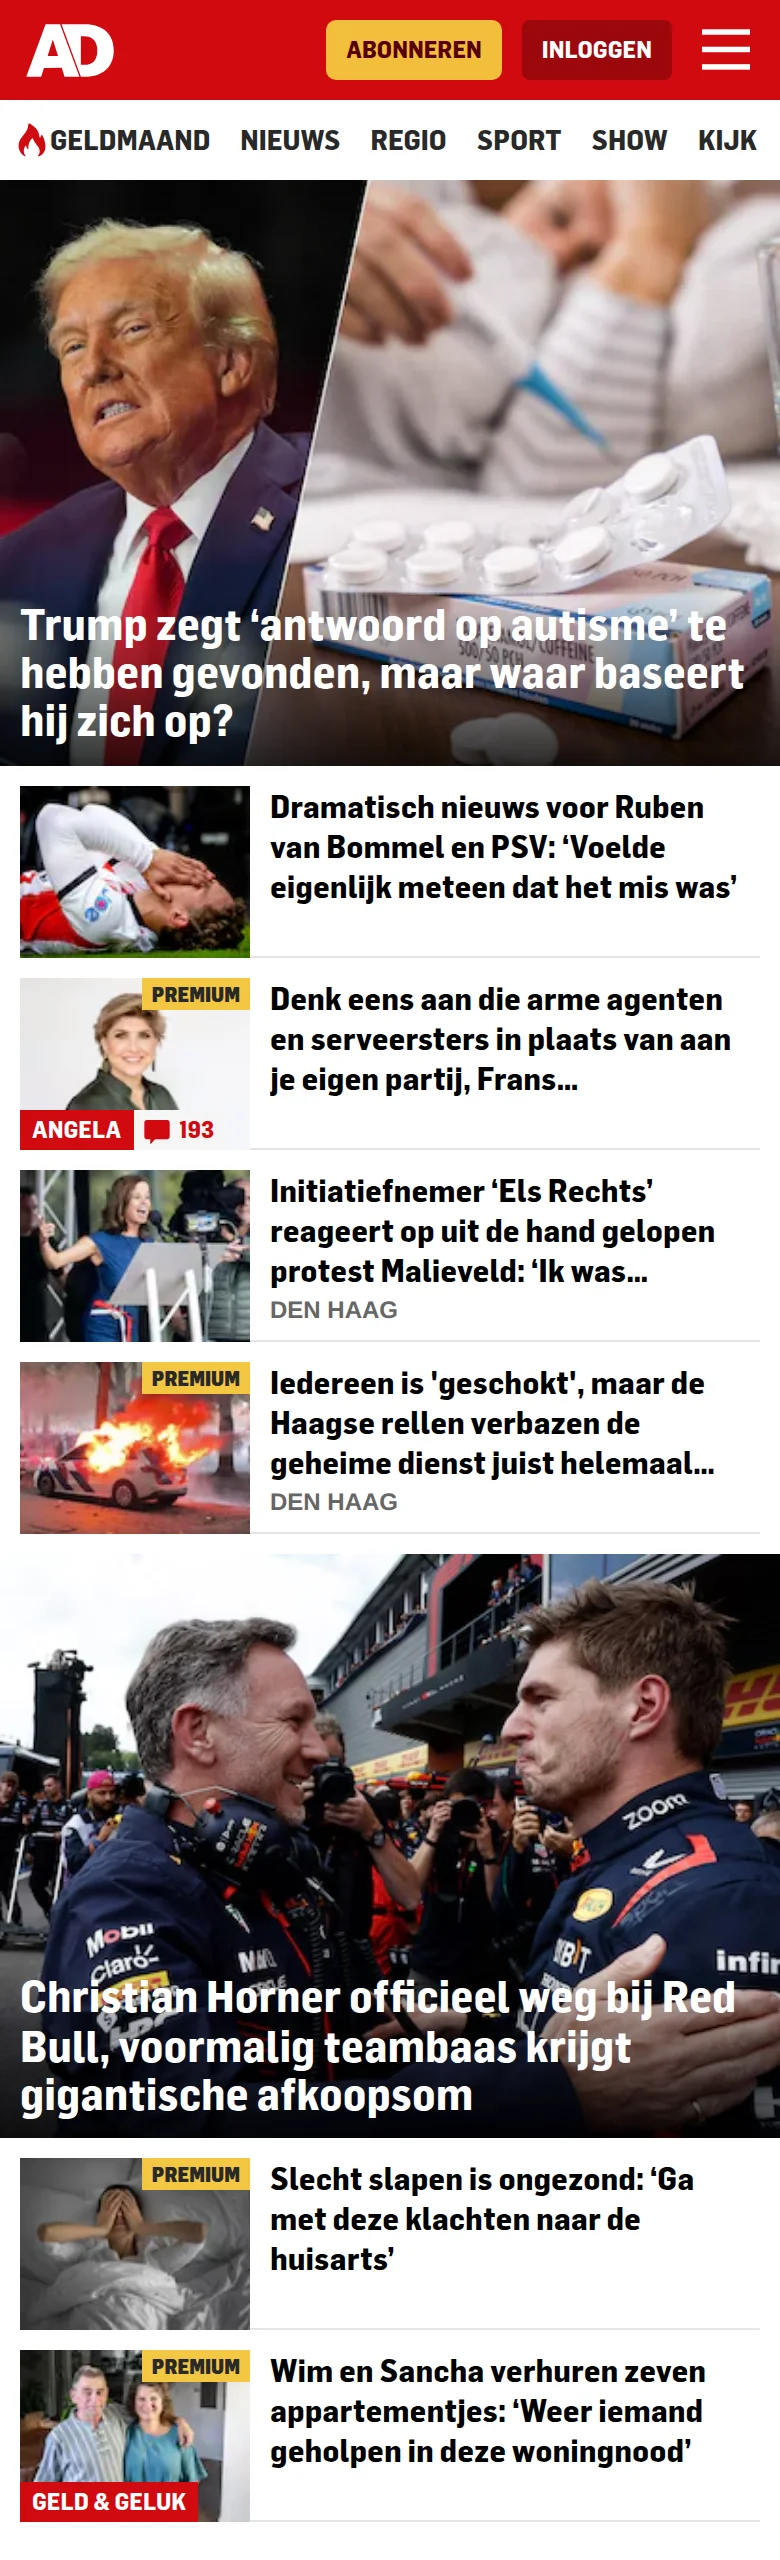 AD
ABONNEREN
INLOGGEN
GELDMAAND NIEUWS REGIO SPORT SHOW KIJK
Trump zegt ‘antwoord op autisme’ te
hebben gevonden, maar waar baseert
hij zich op?
Dramatisch nieuws voor Ruben
van Bommel en PSV: ‘Voelde
eigenlijk meteen dat het mis was’
PREMIUM
ANGELA 193
Denk eens aan die arme agenten
en serveersters in plaats van aan
je eigen partij, Frans...
Initiatiefnemer ‘Els Rechts’
reageert op uit de hand gelopen
protest Malieveld: ‘Ik was...
DEN HAAG
PREMIUM
Iedereen is 'geschokt', maar de
Haagse rellen verbazen de
geheime dienst juist helemaal...
DEN HAAG
zoom
Mobil
Claro
infin
Christian Horner officieel weg bij Red
Bull, voormalig teambaas krijgt
gigantische afkoopsom
PREMIUM
Slecht slapen is ongezond: ‘Ga
met deze klachten naar de
huisarts’
PREMIUM
GELD & GELUK
Wim en Sancha verhuren zeven
appartementjes: ‘Weer iemand
geholpen in deze woningnood’